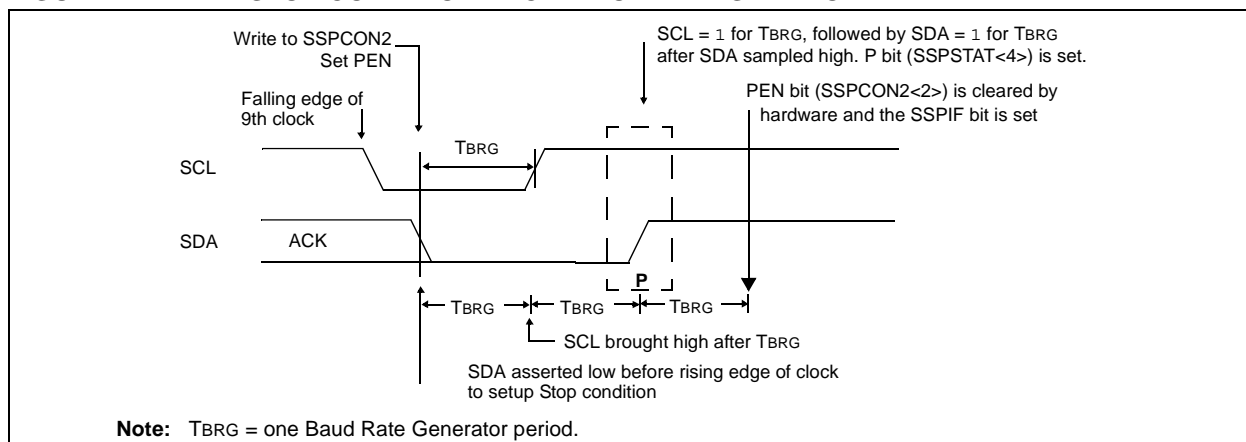 Write to SSPCON2
Set PEN
SCL = 1 for TBRG, followed by SDA = 1 for TBRG
after SDA sampled high. P bit (SSPSTAT<4>) is set.
Falling edge of
9th clock
PEN bit (SSPCON2<2>) is cleared by
hardware and the SSPIF bit is set
TBRG
SCL
SDA
ACK
P
TBRG
TBRG
TBRG
SCL brought high after TBRG
SDA asserted low before rising edge of clock
to setup Stop condition
Note: TBRG = one Baud Rate Generator period.